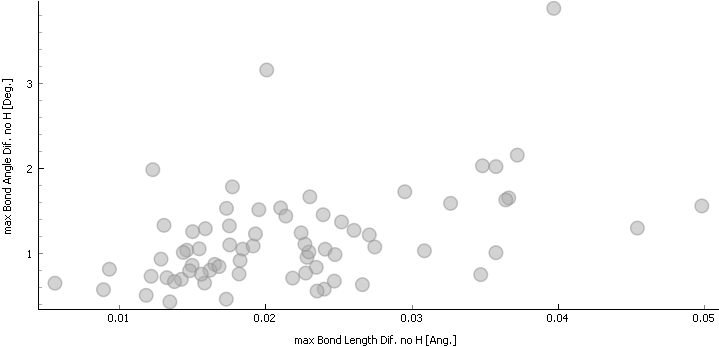 max Bond Angle Dif. no H [Deg.]
3
2
1
0.01 0.02 0.03 0.04 0.05
max Bond Length Dif. no H [Ang.]